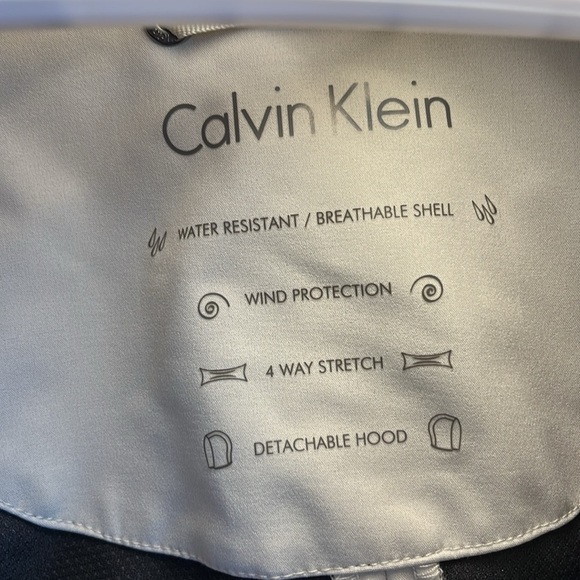 Calvin Klein
WATER RESISTANT / BREATHABLE SHELL
WIND PROTECTION
4 WAY STRETCH
DETACHABLE HOOD